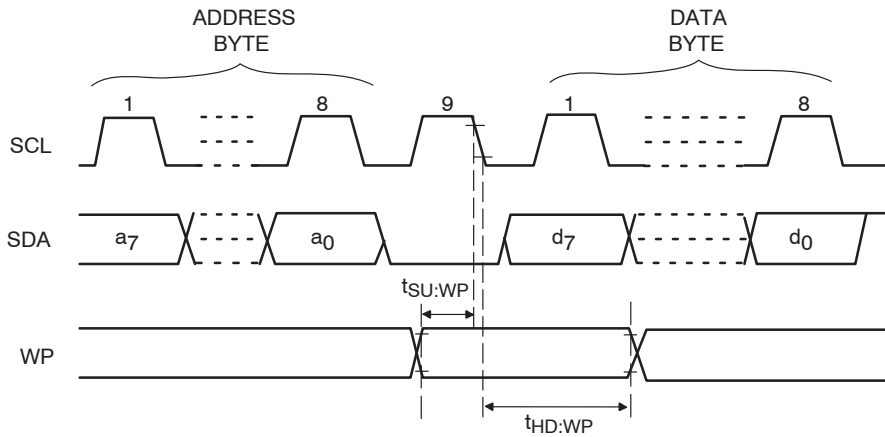 ADDRESS
BYTE
DATA
BYTE
1 8 9 1 8
SCL
SDA
a7 a0 d7 d0
tSU:WP
WP
tHD:WP